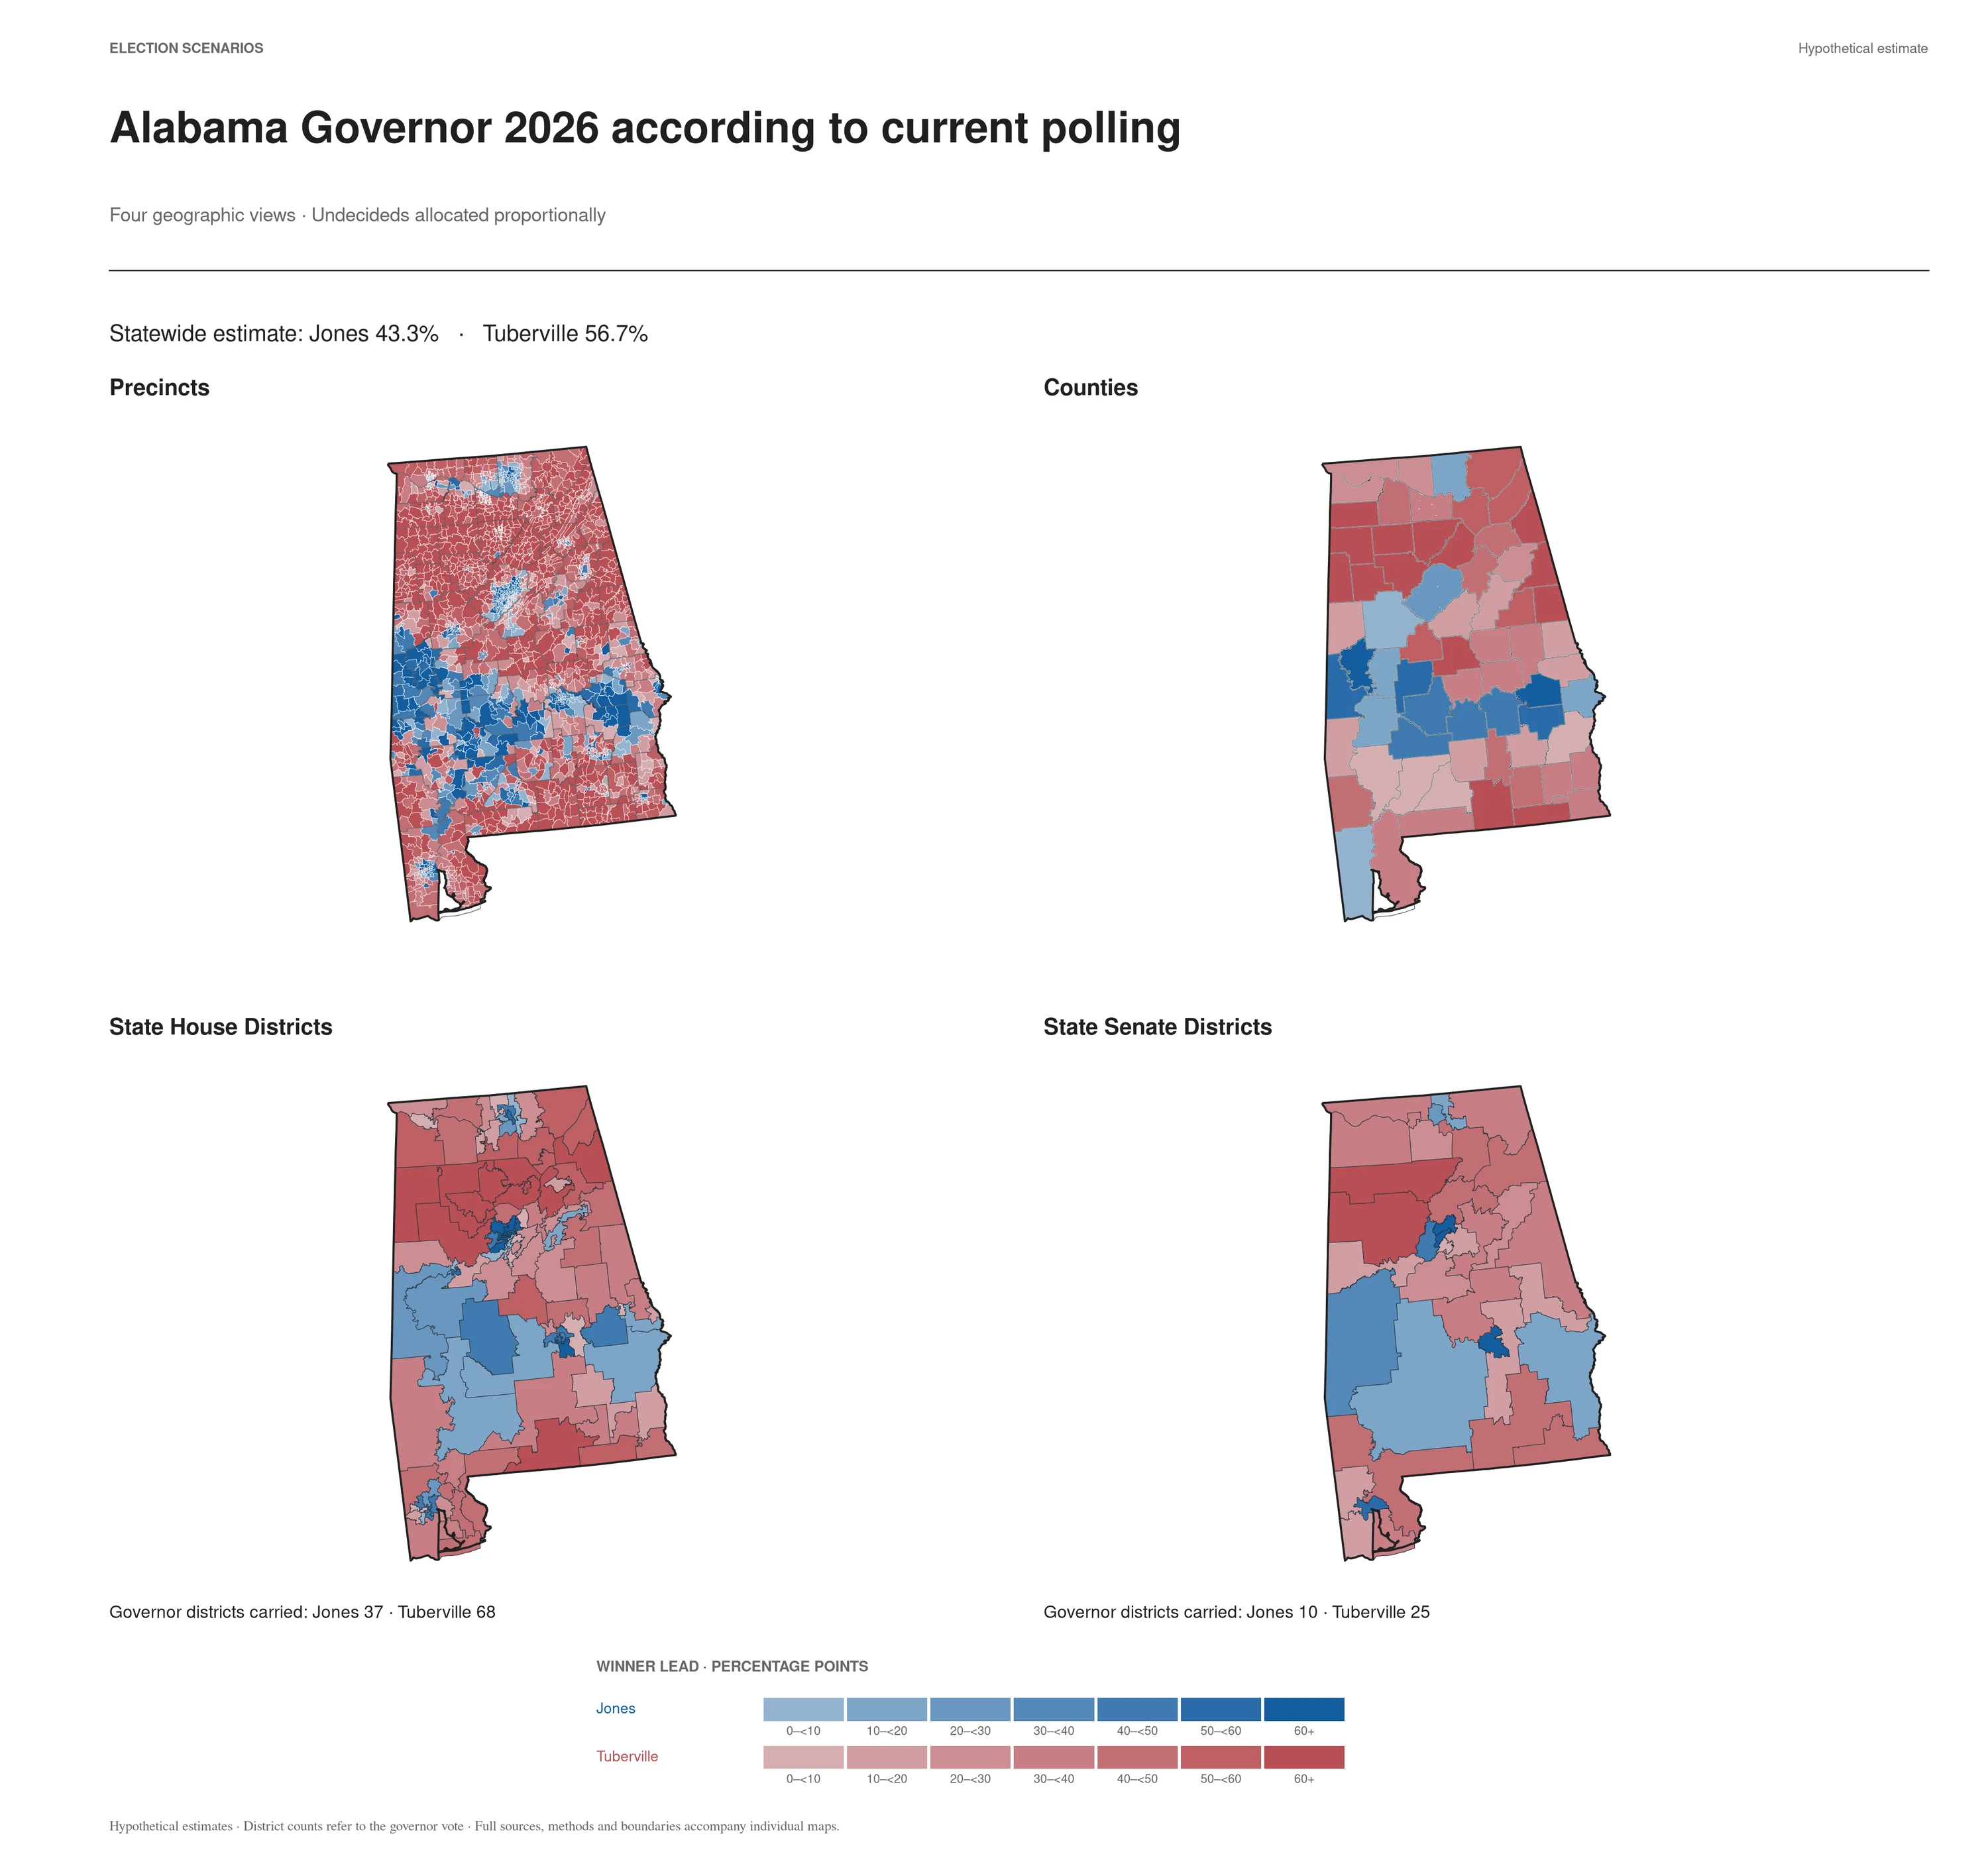 ELECTION SCENARIOS
Hypothetical estimate
Alabama Governor 2026 according to current polling
Four geographic views · Undecideds allocated proportionally
Statewide estimate: Jones 43.3% · Tuberville 56.7%
Precincts
Counties
State House Districts
State Senate Districts
Governor districts carried: Jones 37 · Tuberville 68
Governor districts carried: Jones 10 · Tuberville 25
WINNER LEAD · PERCENTAGE POINTS
Jones
0–<10 10–<20 20–<30 30–<40 40–<50 50–<60 60+
Tuberville
0–<10 10–<20 20–<30 30–<40 40–<50 50–<60 60+
Hypothetical estimates · District counts refer to the governor vote · Full sources, methods and boundaries accompany individual maps.